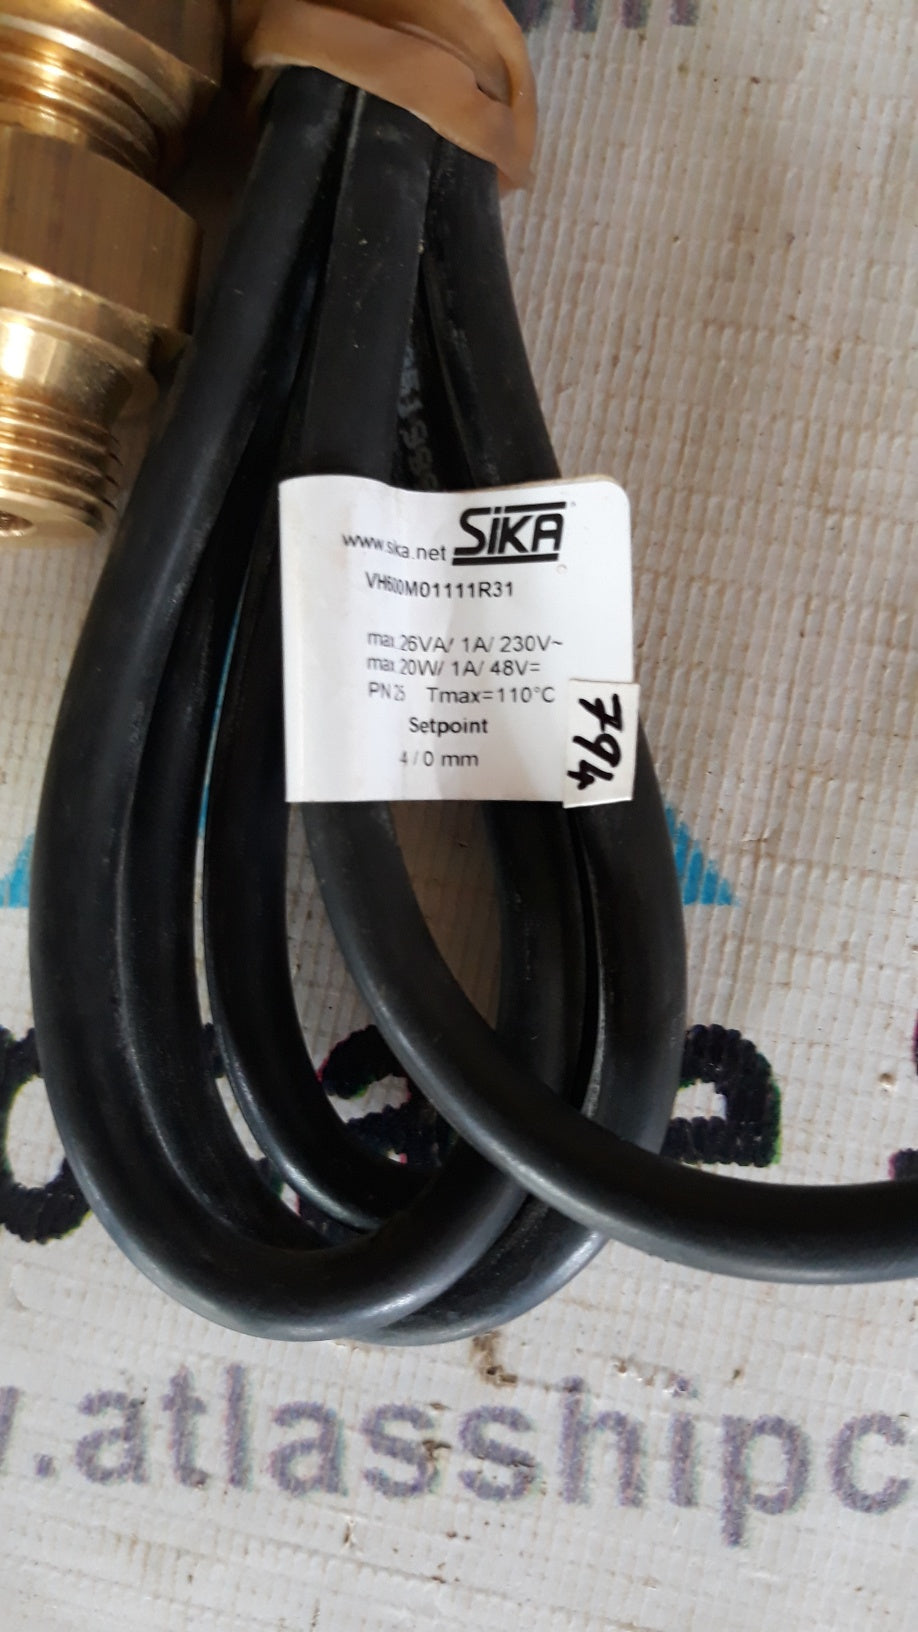 SIKA
www.sika.net
VH600M01111R31
max.26VA/ 1A/ 230V~
max.20W/ 1A/ 48V=
PN25 Tmax=110°C
Setpoint
4/0 mm
794
.atlasshipc